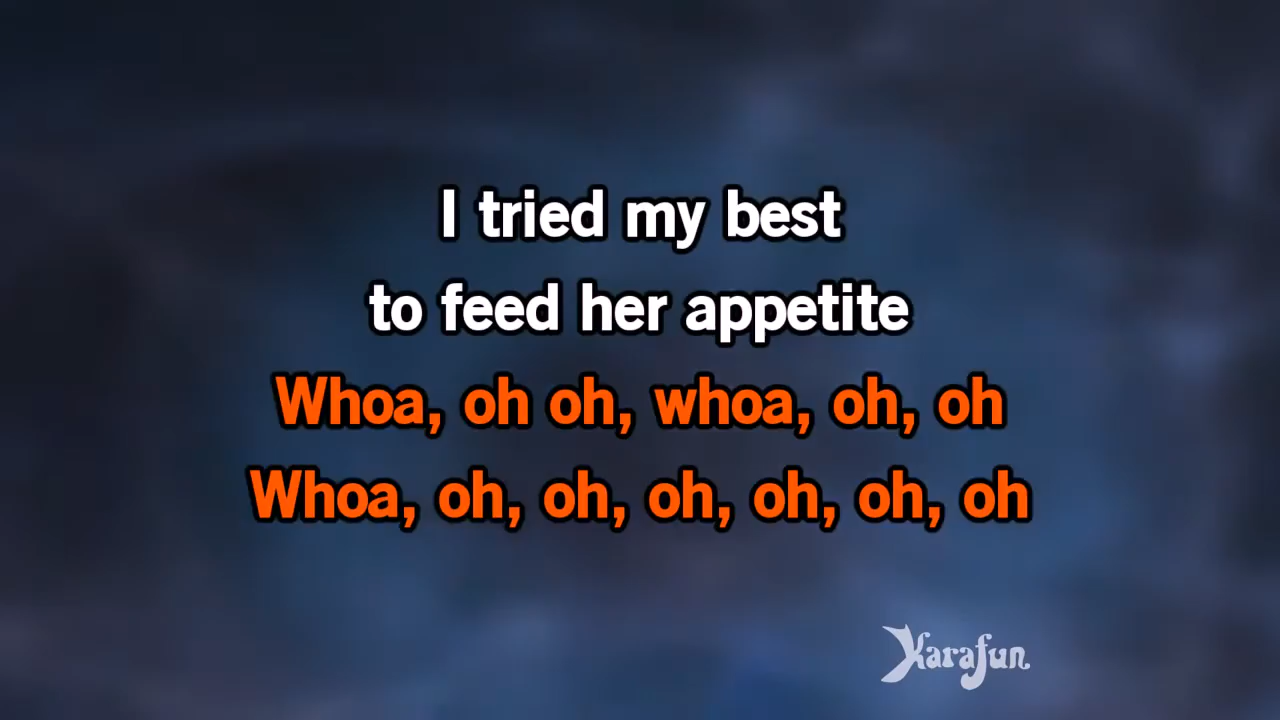 I tried my best
to feed her appetite
Whoa, oh oh, whoa, oh, oh
Whoa, oh, oh, oh, oh, oh, oh
Karafun